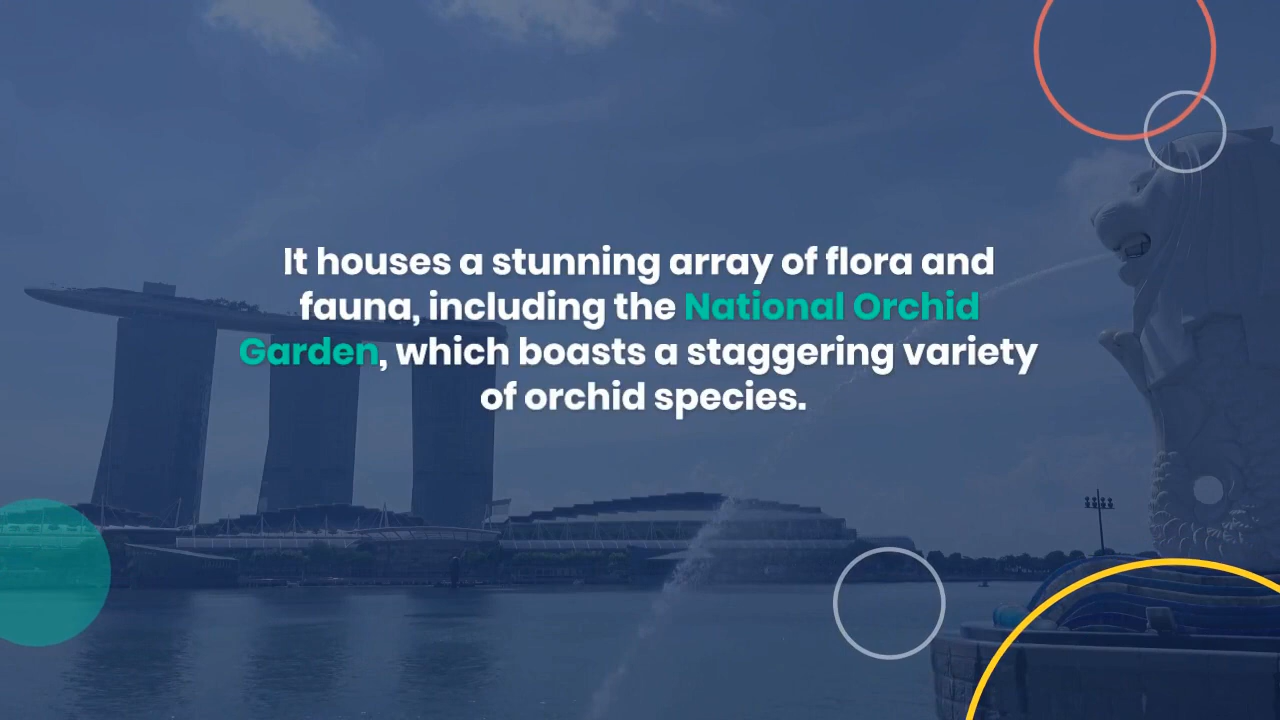 It houses a stunning array of flora and
fauna, including the National Orchid
Garden, which boasts a staggering variety
of orchid species.